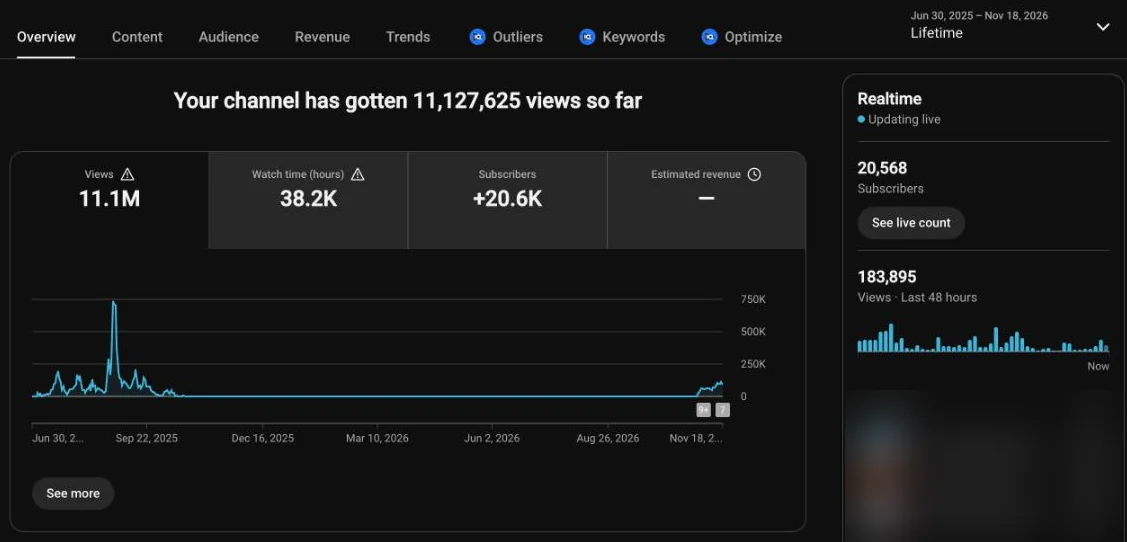 Overview Content Audience Revenue Trends Outliers Keywords Optimize
Jun 30, 2025 – Nov 18, 2026
Lifetime
Your channel has gotten 11,127,625 views so far
Views
11.1M
Watch time (hours)
38.2K
Subscribers
+20.6K
Estimated revenue
—
750K
500K
250K
0
9+ 7
Jun 30, 2... Sep 22, 2025 Dec 16, 2025 Mar 10, 2026 Jun 2, 2026 Aug 26, 2026 Nov 18, 2...
See more
Realtime
Updating live
20,568
Subscribers
See live count
183,895
Views · Last 48 hours
Now